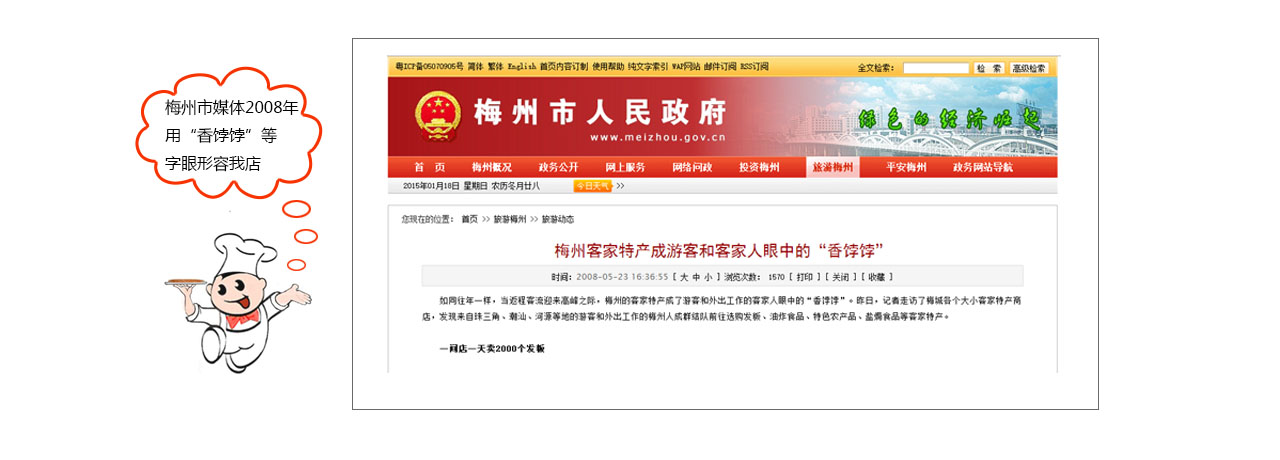 梅州市媒体2008年
用“香饽饽”等
字眼形容我店
粤ICP备05070905号 简体 繁体 English 首页内容订制 使用帮助 纯文字索引 WAP网站 邮件订阅 RSS订阅
全文检索： 检 索 高级检索
梅州市人民政府
www.meizhou.gov.cn
绿色的经济崛起
首 页 梅州概况 政务公开 网上服务 网络问政 投资梅州 旅游梅州 平安梅州 政务网站导航
2015年01月18日 星期日 农历冬月廿八 今日天气 >>
您现在的位置： 首页 >> 旅游梅州 >> 旅游动态
梅州客家特产成游客和客家人眼中的“香饽饽”
时间：2008-05-23 16:36:55 [ 大 中 小 ] 浏览次数： 1570 [ 打印 ] [ 关闭 ] [ 收藏 ]
如同往年一样，当返程客流迎来高峰之际，梅州的客家特产成了游客和外出工作的客家人眼中的“香饽饽”。昨日，记者走访了梅城各个大小客家特产商
店，发现来自珠三角、潮汕、河源等地的游客和外出工作的梅州人成群结队前往选购发粄、油炸食品、特色农产品、盐焗食品等客家特产。
一间店一天卖2000个发粄